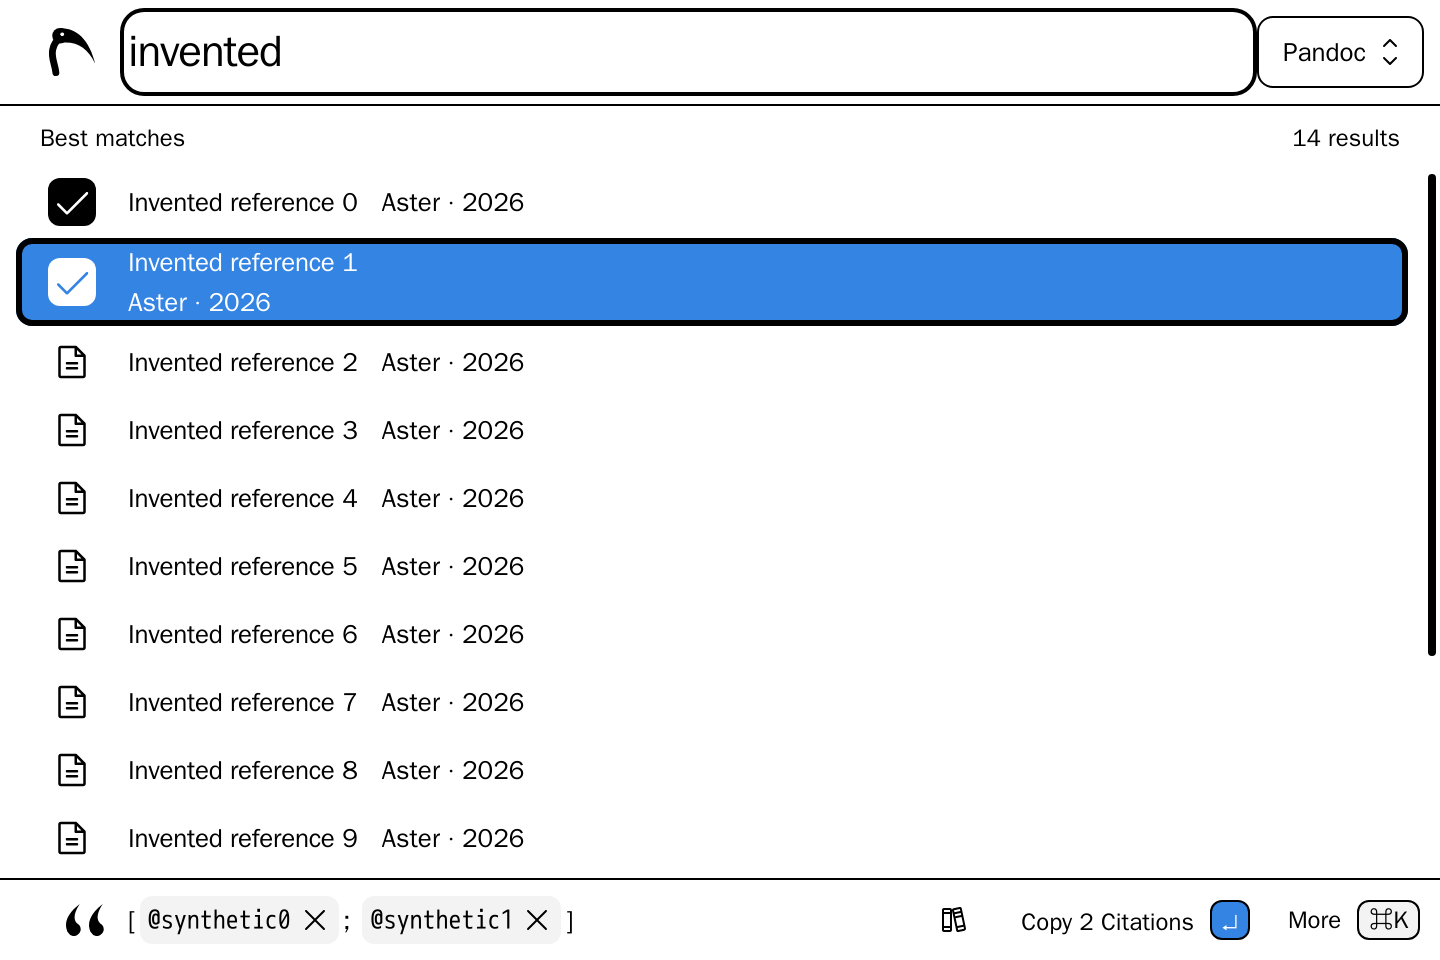 invented
Pandoc
Best matches
14 results
Invented reference 0 Aster · 2026
Invented reference 1
Aster · 2026
Invented reference 2 Aster · 2026
Invented reference 3 Aster · 2026
Invented reference 4 Aster · 2026
Invented reference 5 Aster · 2026
Invented reference 6 Aster · 2026
Invented reference 7 Aster · 2026
Invented reference 8 Aster · 2026
Invented reference 9 Aster · 2026
[ @synthetic0 × ; @synthetic1 × ]
Copy 2 Citations ↵
More ⌘K